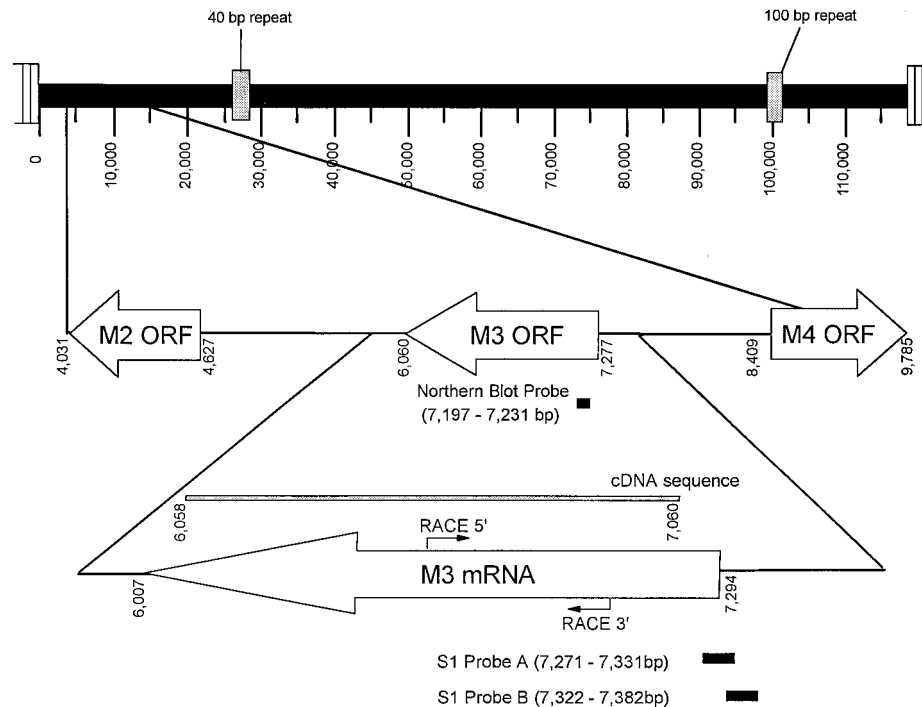 40 bp repeat
100 bp repeat
0
10,000
20,000
30,000
40,000
50,000
60,000
70,000
80,000
90,000
100,000
110,000
M2 ORF
M3 ORF
M4 ORF
4,031
4,627
6,060
7,277
8,409
9,785
Northern Blot Probe
(7,197 - 7,231 bp)
cDNA sequence
6,058
7,060
RACE 5'
M3 mRNA
6,007
7,294
RACE 3'
S1 Probe A (7,271 - 7,331bp)
S1 Probe B (7,322 - 7,382bp)